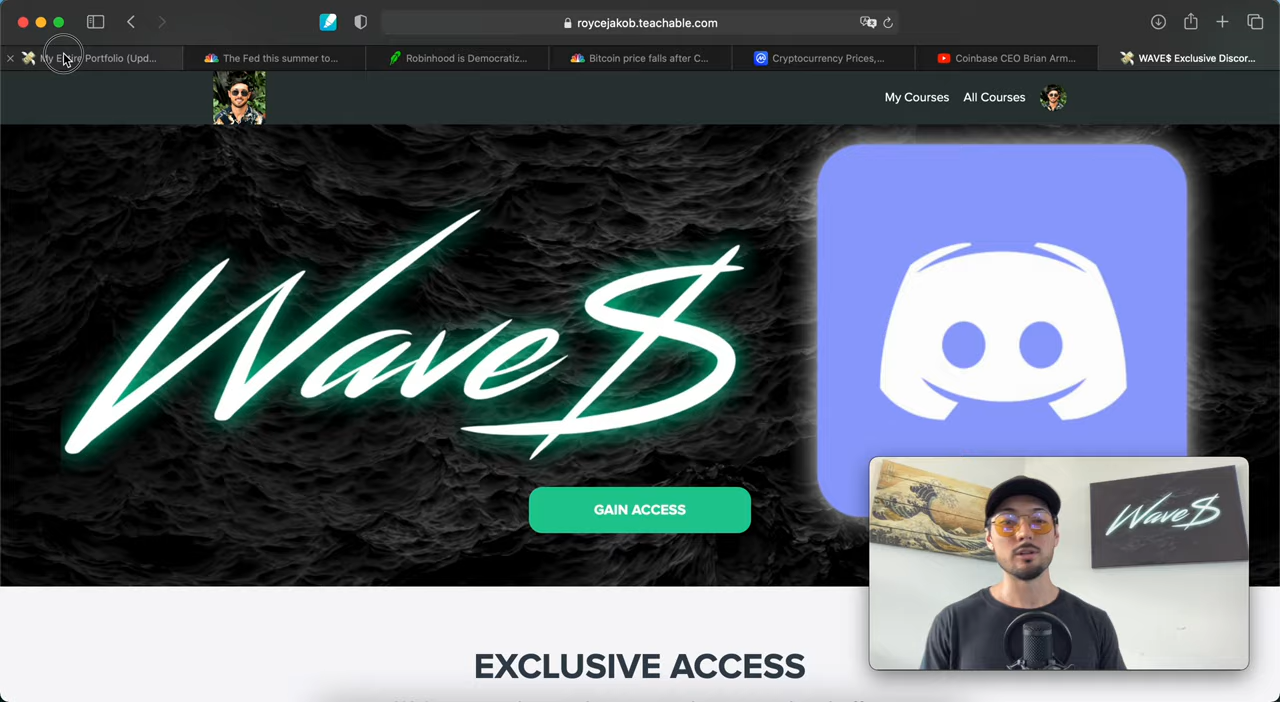 roycejakob.teachable.com
My Entire Portfolio (Upd...
The Fed this summer to...
Robinhood is Democratiz...
Bitcoin price falls after C...
Cryptocurrency Prices,...
Coinbase CEO Brian Arm...
WAVE$ Exclusive Discor...
My Courses
All Courses
Wave$
GAIN ACCESS
Wave$
EXCLUSIVE ACCESS